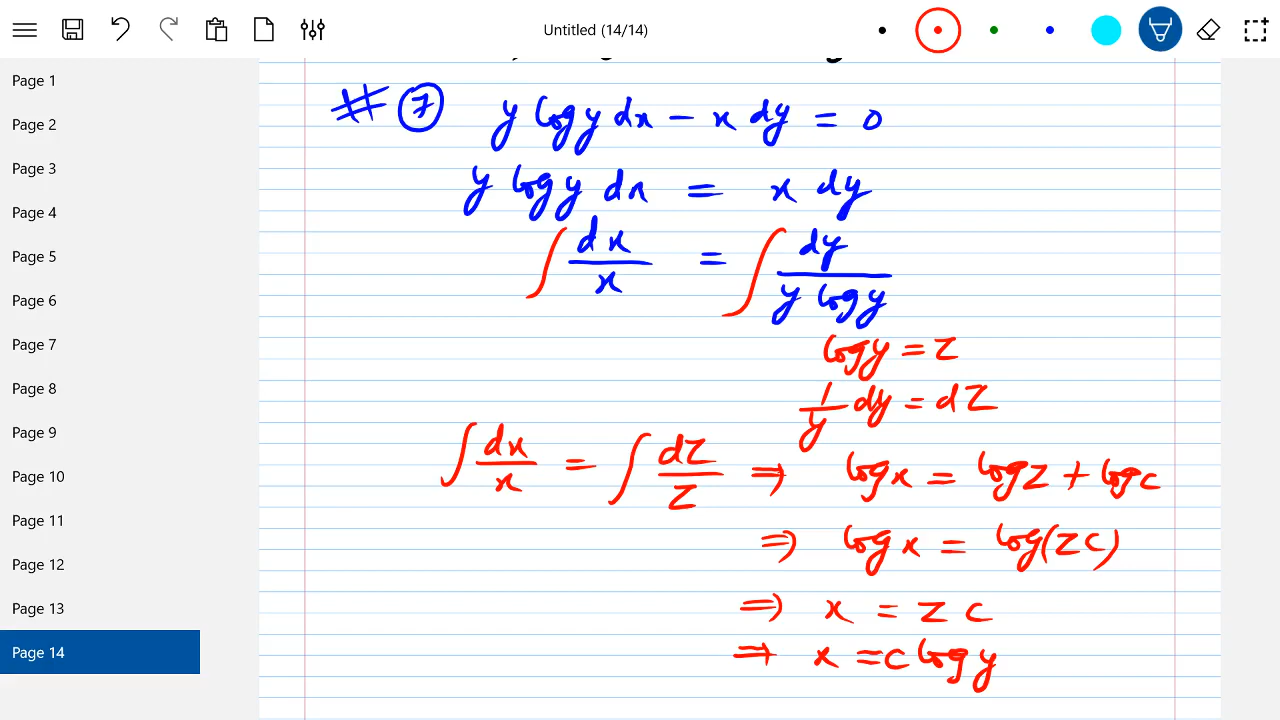 Untitled (14/14)
Page 1
Page 2
Page 3
Page 4
Page 5
Page 6
Page 7
Page 8
Page 9
Page 10
Page 11
Page 12
Page 13
Page 14
# 7 y log y dx - x dy = 0
y log y dx = x dy
∫ dx/x = ∫ dy/(y log y)
log y = z
1/y dy = dz
∫ dx/x = ∫ dz/z ⇒ log x = log z + log c
⇒ log x = log(z c)
⇒ x = z c
⇒ x = c log y